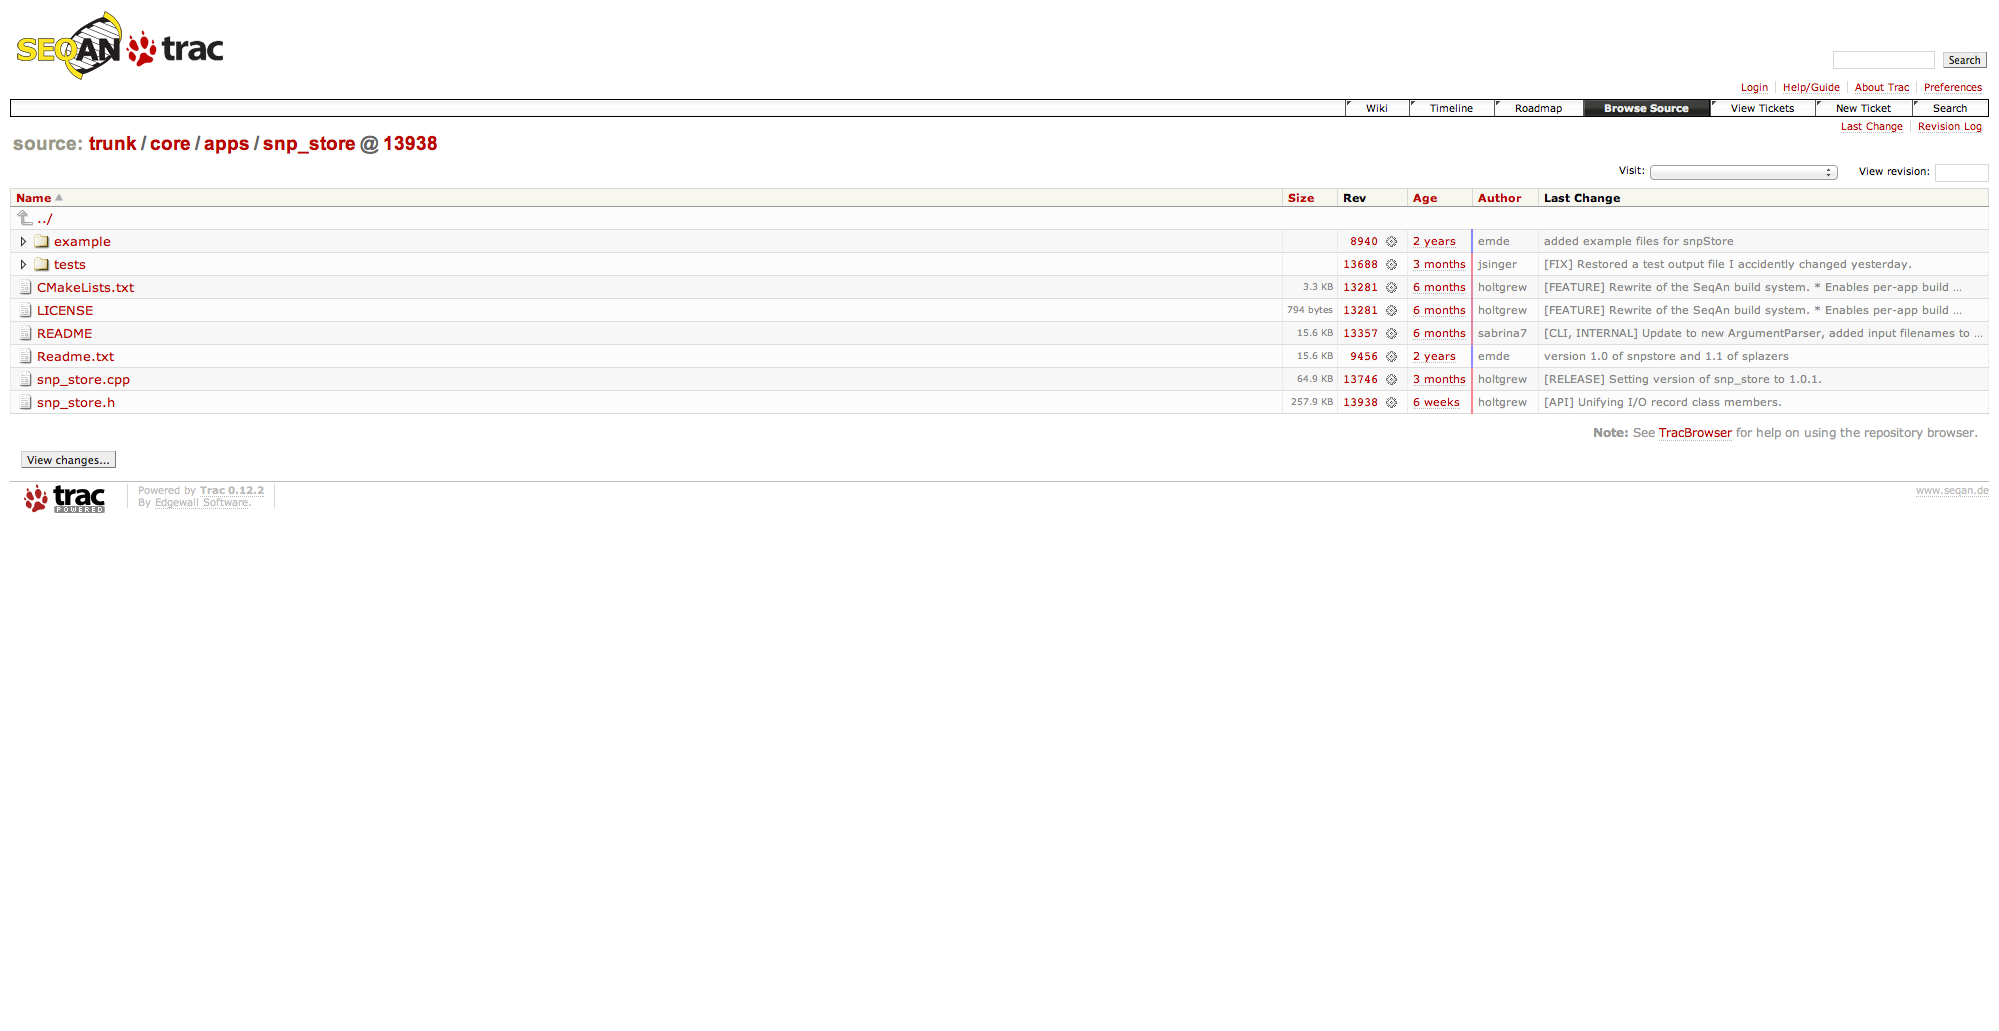 SEQAN trac
Search
Login Help/Guide About Trac Preferences
Wiki Timeline Roadmap Browse Source View Tickets New Ticket Search
Last Change Revision Log
source: trunk / core / apps / snp_store @ 13938
Visit: View revision:
Name Size Rev Age Author Last Change
../
example 8940 2 years emde added example files for snpStore
tests 13688 3 months jsinger [FIX] Restored a test output file I accidently changed yesterday.
CMakeLists.txt 3.3 KB 13281 6 months holtgrew [FEATURE] Rewrite of the SeqAn build system. * Enables per-app build ...
LICENSE 794 bytes 13281 6 months holtgrew [FEATURE] Rewrite of the SeqAn build system. * Enables per-app build ...
README 15.6 KB 13357 6 months sabrina7 [CLI, INTERNAL] Update to new ArgumentParser, added input filenames to ...
Readme.txt 15.6 KB 9456 2 years emde version 1.0 of snpstore and 1.1 of splazers
snp_store.cpp 64.9 KB 13746 3 months holtgrew [RELEASE] Setting version of snp_store to 1.0.1.
snp_store.h 257.9 KB 13938 6 weeks holtgrew [API] Unifying I/O record class members.
Note: See TracBrowser for help on using the repository browser.
View changes...
trac POWERED
Powered by Trac 0.12.2
By Edgewall Software.
www.seqan.de